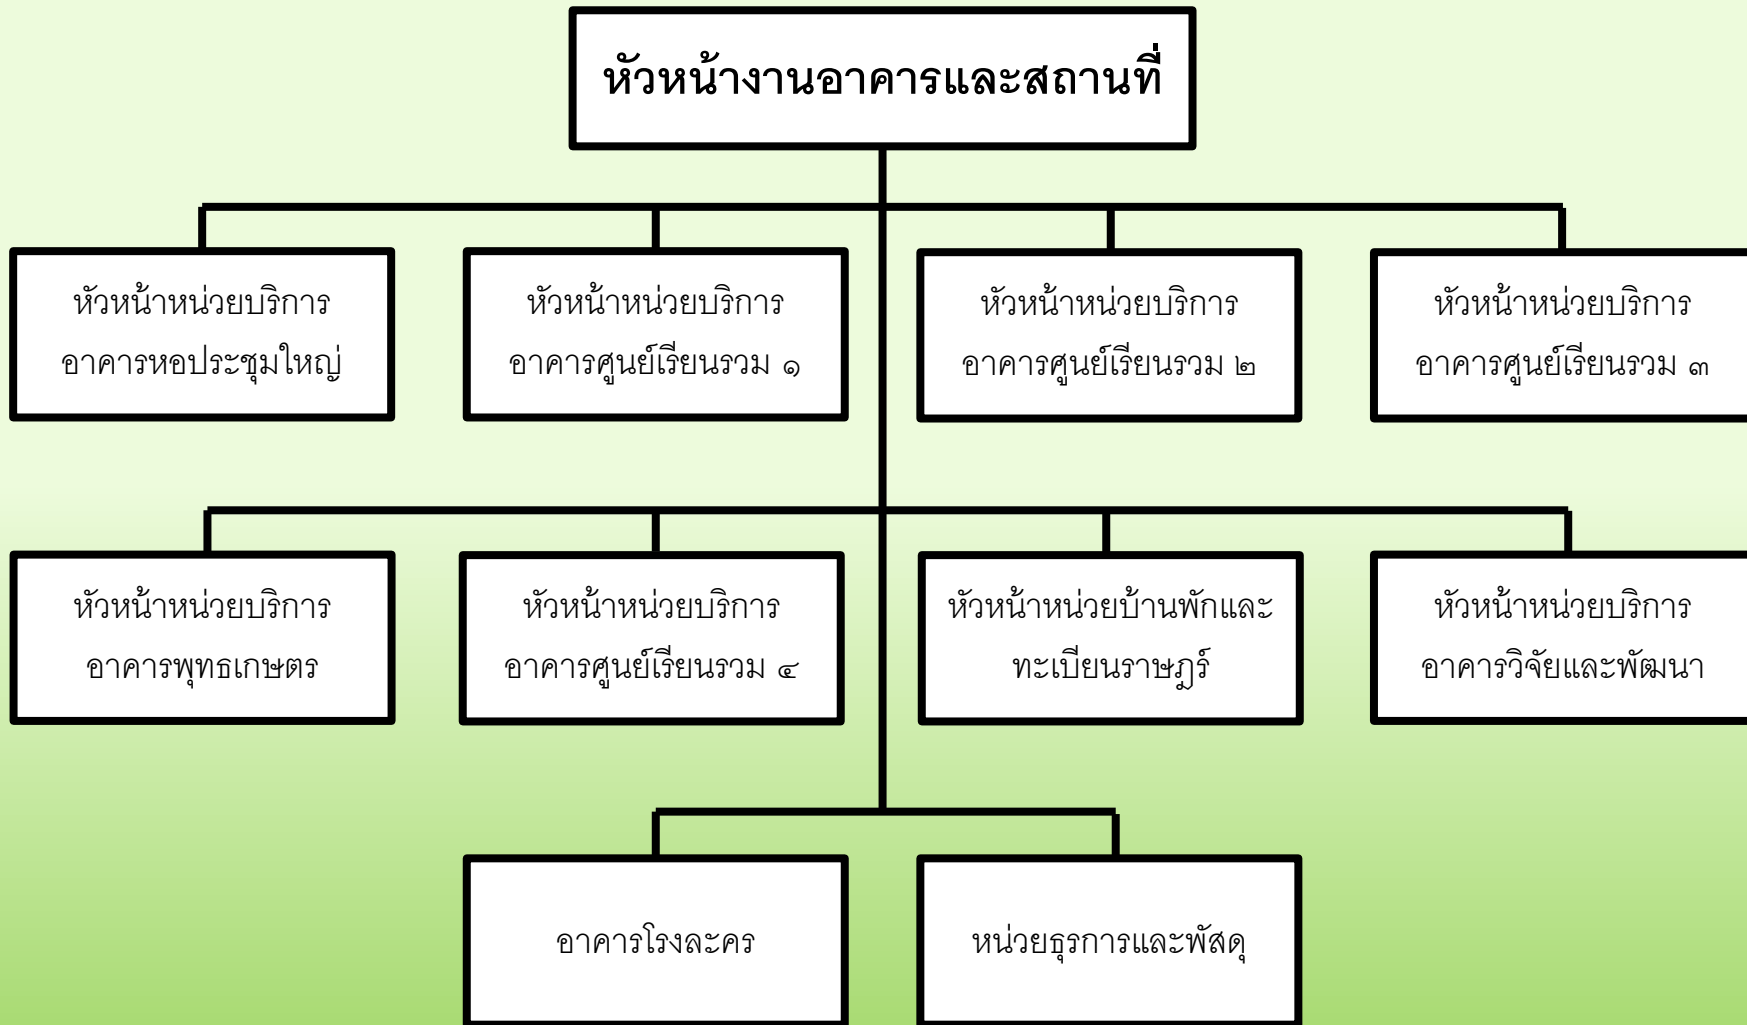 หัวหน้างานอาคารและสถานที่
หัวหน้าหน่วยบริการ
อาคารหอประชุมใหญ่
หัวหน้าหน่วยบริการ
อาคารศูนย์เรียนรวม ๑
หัวหน้าหน่วยบริการ
อาคารศูนย์เรียนรวม ๒
หัวหน้าหน่วยบริการ
อาคารศูนย์เรียนรวม ๓
หัวหน้าหน่วยบริการ
อาคารพุทธเกษตร
หัวหน้าหน่วยบริการ
อาคารศูนย์เรียนรวม ๔
หัวหน้าหน่วยบ้านพักและ
ทะเบียนราษฎร์
หัวหน้าหน่วยบริการ
อาคารวิจัยและพัฒนา
อาคารโรงละคร
หน่วยธุรการและพัสดุ